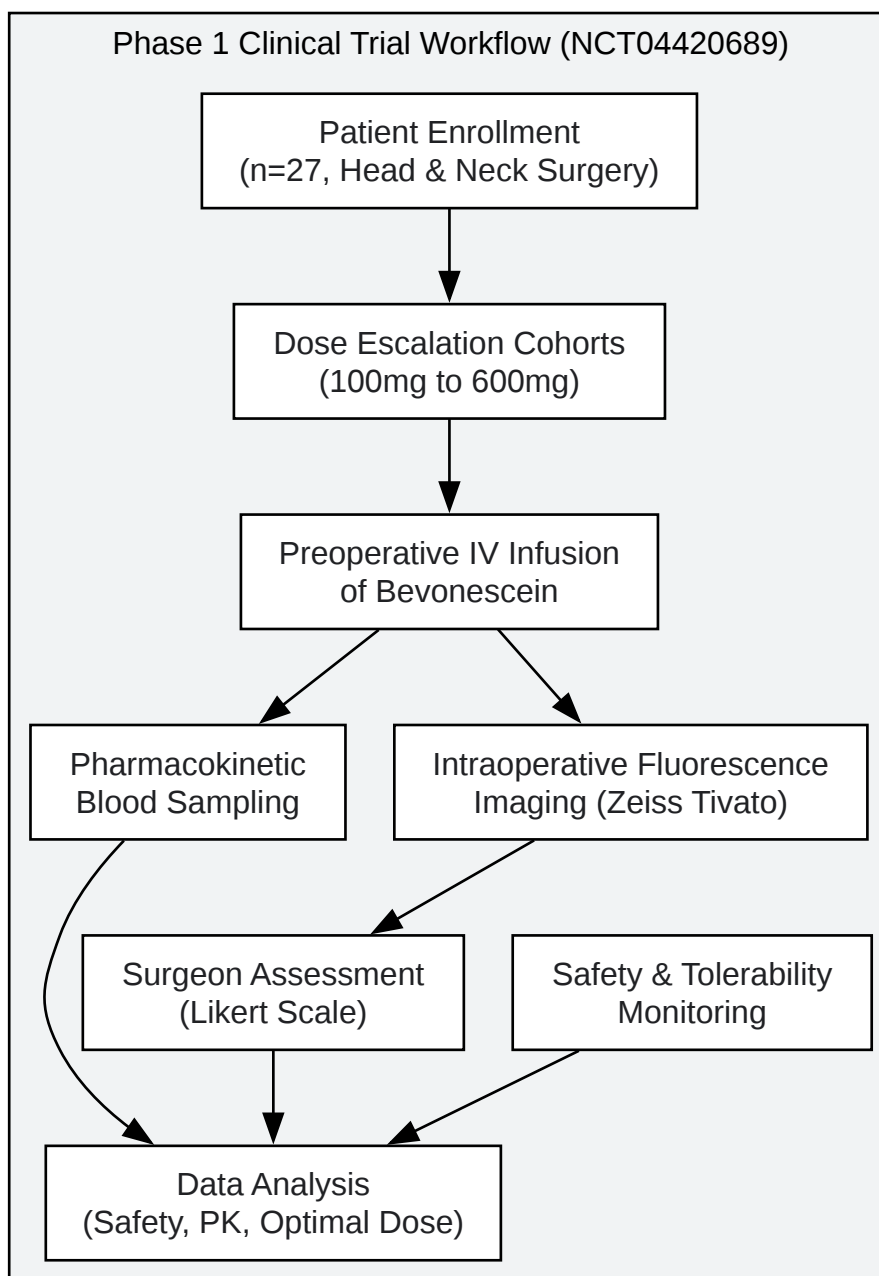 Phase 1 Clinical Trial Workflow (NCT04420689)
Patient Enrollment
(n=27, Head & Neck Surgery)
Dose Escalation Cohorts
(100mg to 600mg)
Preoperative IV Infusion
of Bevonescein
Pharmacokinetic
Blood Sampling
Intraoperative Fluorescence
Imaging (Zeiss Tivato)
Surgeon Assessment
(Likert Scale)
Safety & Tolerability
Monitoring
Data Analysis
(Safety, PK, Optimal Dose)